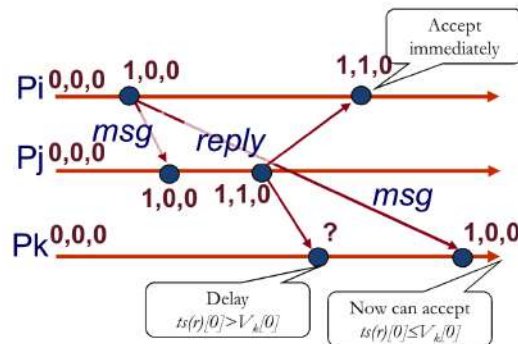 Accept
immediately
1,0,0
1,1,0
Pi 0,0,0
msg
reply
Pj 0,0,0
1,0,0
1,1,0
msg
Pk 0,0,0
?
1,0,0
Delay
ts(r)[0]>Vk[0]
Now can accept
ts(r)[0]≤Vk[0]